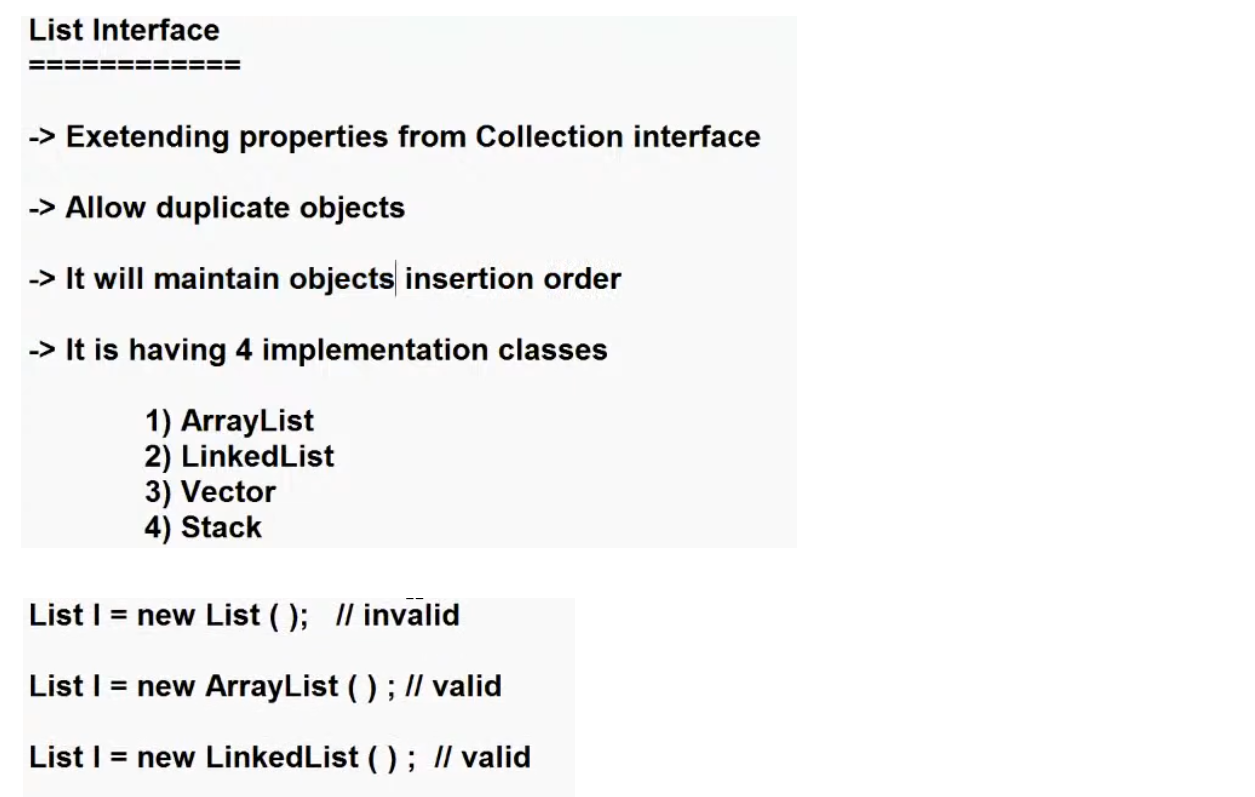 List Interface
============
-> Exetending properties from Collection interface
-> Allow duplicate objects
-> It will maintain objects insertion order
-> It is having 4 implementation classes
1) ArrayList
2) LinkedList
3) Vector
4) Stack
List l = new List ( );   // invalid
List l = new ArrayList ( ) ; // valid
List l = new LinkedList ( ) ;  // valid